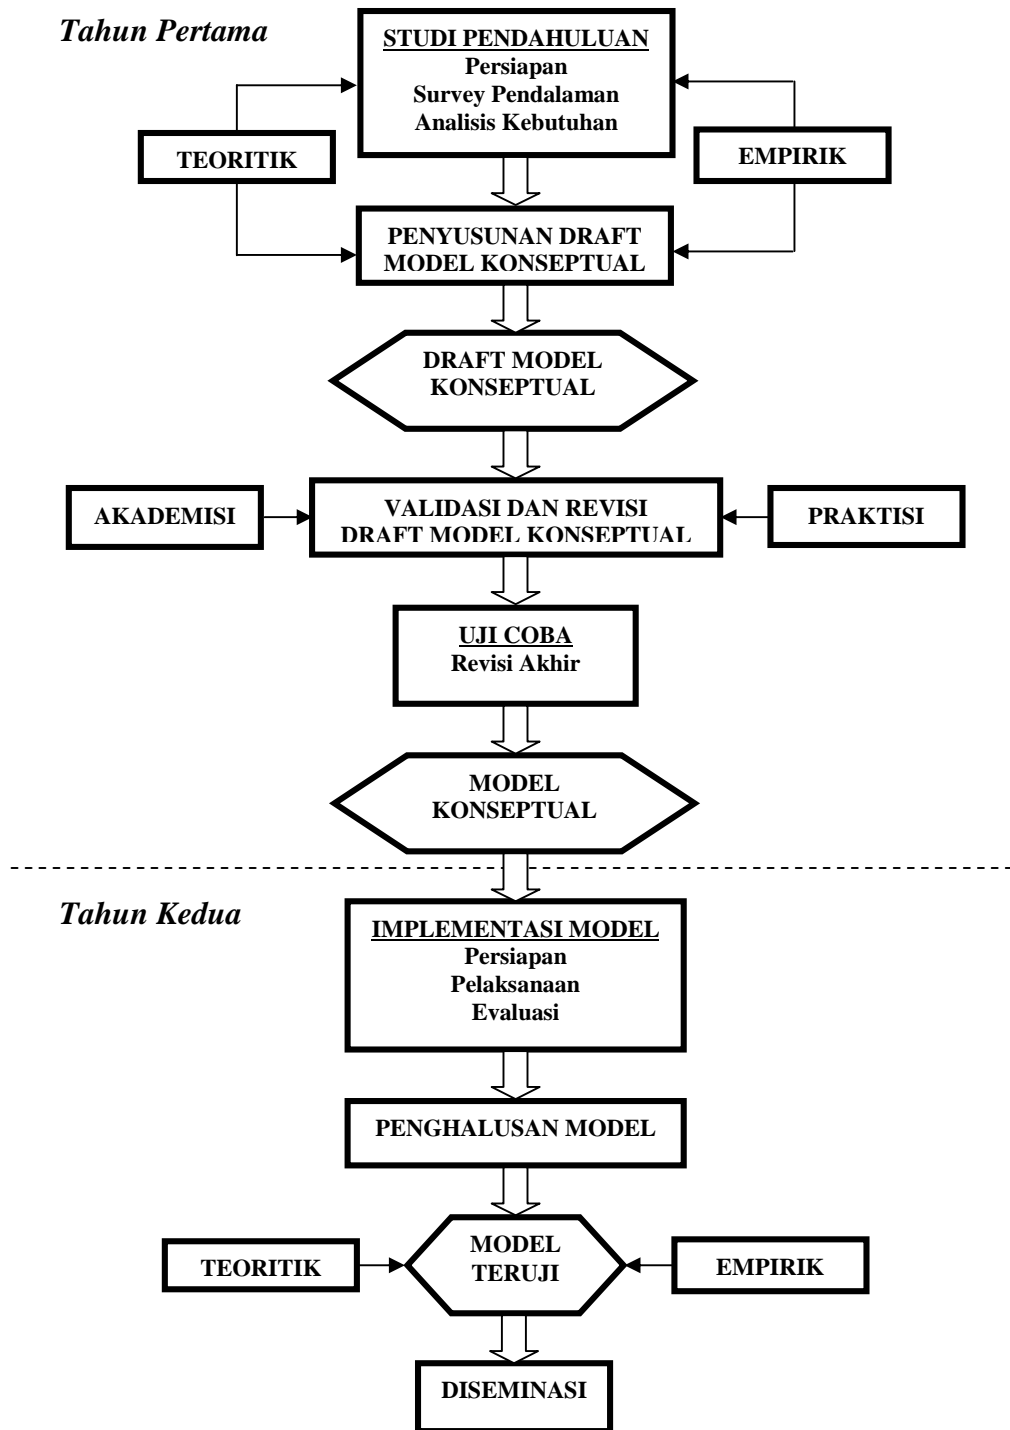 Tahun Pertama
STUDI PENDAHULUAN
Persiapan
Survey Pendalaman
Analisis Kebutuhan
TEORITIK
EMPIRIK
PENYUSUNAN DRAFT
MODEL KONSEPTUAL
DRAFT MODEL
KONSEPTUAL
AKADEMISI
VALIDASI DAN REVISI
DRAFT MODEL KONSEPTUAL
PRAKTISI
UJI COBA
Revisi Akhir
MODEL
KONSEPTUAL
Tahun Kedua
IMPLEMENTASI MODEL
Persiapan
Pelaksanaan
Evaluasi
PENGHALUSAN MODEL
TEORITIK
MODEL
TERUJI
EMPIRIK
DISEMINASI